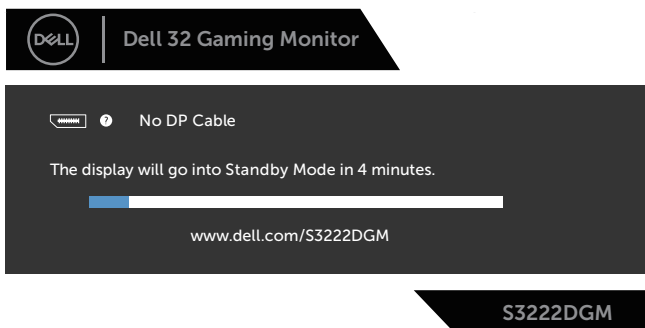 DELL
Dell 32 Gaming Monitor
? No DP Cable
The display will go into Standby Mode in 4 minutes.
www.dell.com/S3222DGM
S3222DGM